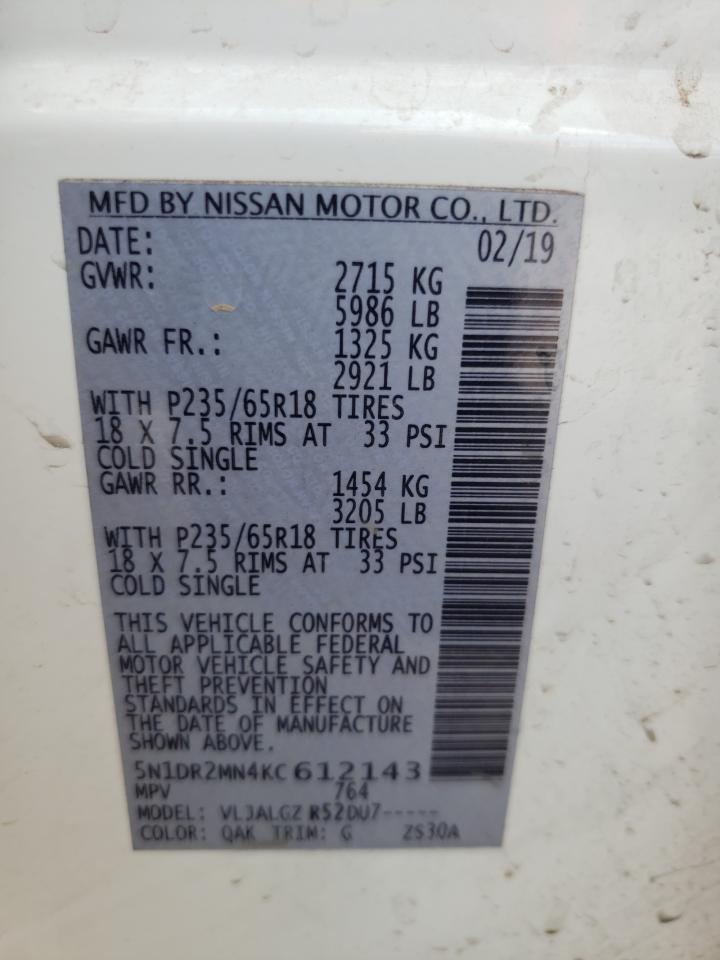 MFD BY NISSAN MOTOR CO., LTD.
DATE: 02/19
GVWR: 2715 KG
5986 LB
GAWR FR.: 1325 KG
2921 LB
WITH P235/65R18 TIRES
18 X 7.5 RIMS AT 33 PSI
COLD SINGLE
GAWR RR.: 1454 KG
3205 LB
WITH P235/65R18 TIRES
18 X 7.5 RIMS AT 33 PSI
COLD SINGLE
THIS VEHICLE CONFORMS TO
ALL APPLICABLE FEDERAL
MOTOR VEHICLE SAFETY AND
THEFT PREVENTION
STANDARDS IN EFFECT ON
THE DATE OF MANUFACTURE
SHOWN ABOVE.
5N1DR2MN4KC612143
MPV 764
MODEL: VLJALGZ R52DU7-----
COLOR: QAK TRIM: G ZS30A